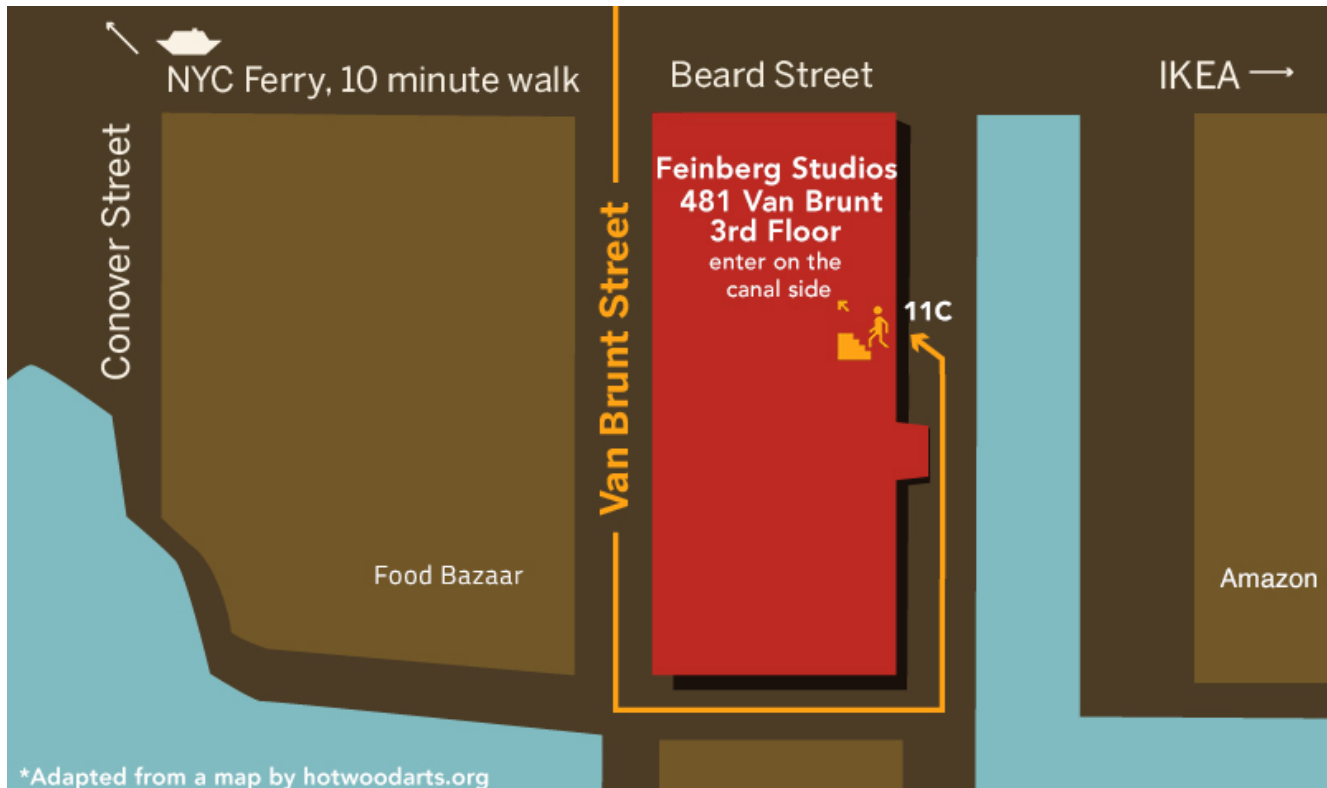 NYC Ferry, 10 minute walk
Beard Street
IKEA
Conover Street
Van Brunt Street
Feinberg Studios
481 Van Brunt
3rd Floor
enter on the
canal side
11C
Food Bazaar
Amazon
*Adapted from a map by hotwoodarts.org